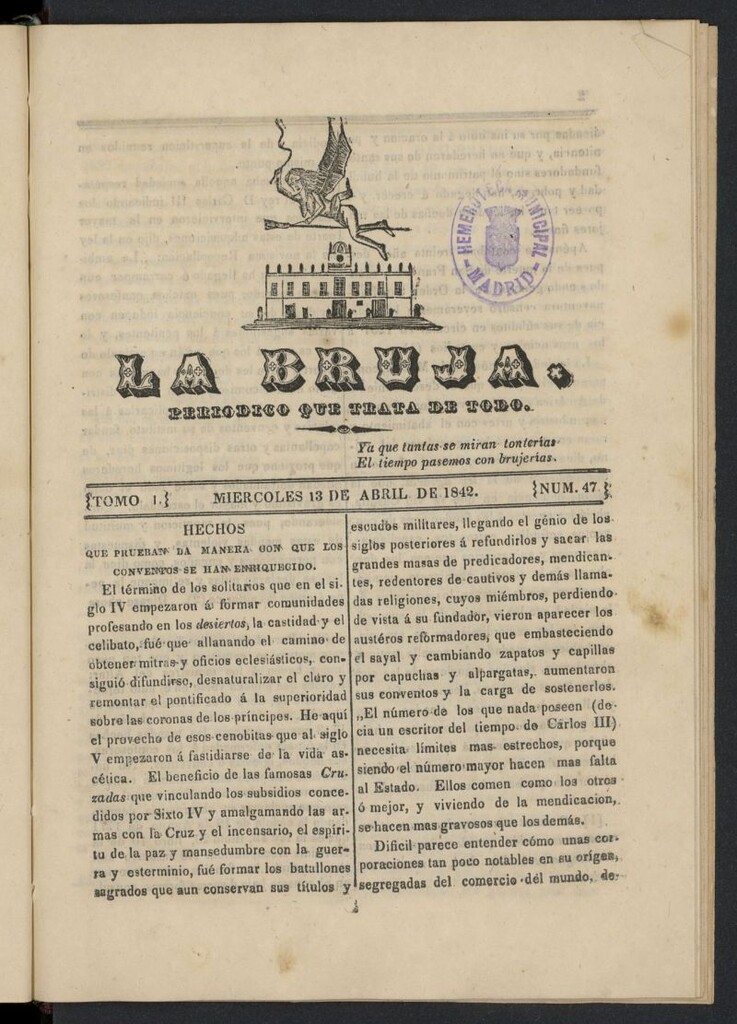 HEMEROTECA MUNICIPAL
MADRID
LA BRUJA.
PERIODICO QUE TRATA DE TODO.
Ya que tantas se miran tonterías
El tiempo pasemos con brujerías.
TOMO I. MIERCOLES 13 DE ABRIL DE 1842. NUM. 47
HECHOS
QUE PRUEBAN LA MANERA CON QUE LOS
CONVENTOS SE HAN ENRIQUECIDO.
El término de los solitarios que en el si-
glo IV empezaron á formar comunidades
profesando en los desiertos, la castidad y el
celibato, fué que allanando el camino de
obtener mitras y oficios eclesiásticos, con-
siguió difundirse, desnaturalizar el clero y
remontar el pontificado á la superioridad
sobre las coronas de los príncipes. He aquí
el provecho de esos cenobitas que al siglo
V empezaron á fastidiarse de la vida as-
cética. El beneficio de las famosas Cru-
zadas que vinculando los subsidios conce-
didos por Sixto IV y amalgamando las ar-
mas con la Cruz y el incensario, el espíri-
tu de la paz y mansedumbre con la guer-
ra y esterminio, fué formar los batallones
sagrados que aun conservan sus títulos y
escudos militares, llegando el génio de los
siglos posteriores á refundirlos y sacar las
grandes masas de predicadores, mendican-
tes, redentores de cautivos y demás llama-
das religiones, cuyos miémbros, perdiendo
de vista á su fundador, vieron aparecer los
austéros reformadores, que embasteciendo
el sayal y cambiando zapatos y capillas
por capuchas y alpargatas, aumentaron
sus conventos y la carga de sostenerlos.
„El número de los que nada poseen (de-
cia un escritor del tiempo de Cárlos III)
necesita límites mas estrechos, porque
siendo el número mayor hacen mas falta
al Estado. Ellos comen como los otros
ó mejor, y viviendo de la mendicacion,
se hacen mas gravosos que los demás.
Dificil parece entender cómo unas cor-
poraciones tan poco notables en su orígen,
segregadas del comercio del mundo, de-